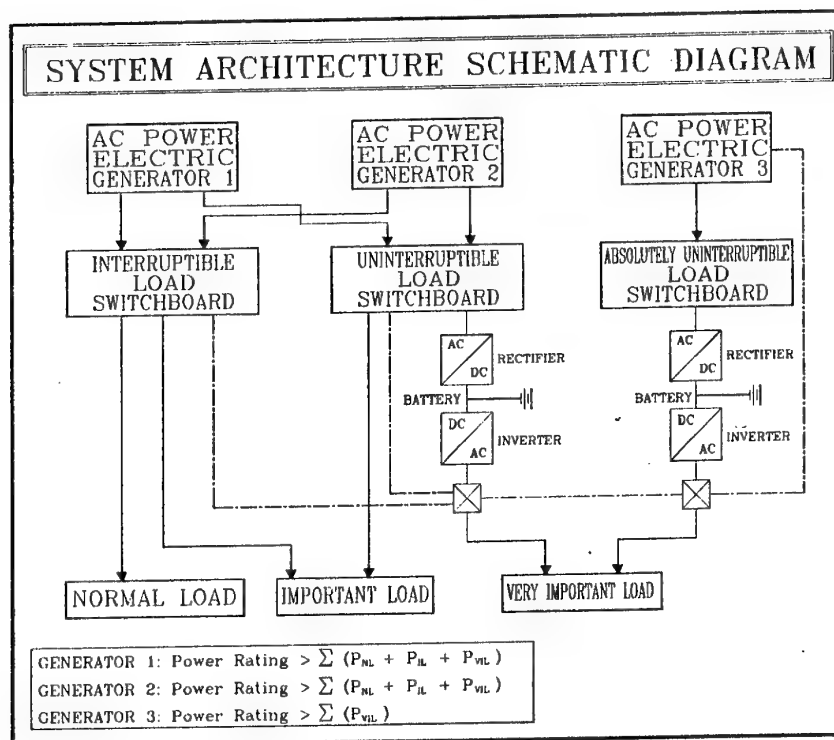 SYSTEM ARCHITECTURE SCHEMATIC DIAGRAM
AC POWER
ELECTRIC
GENERATOR 1
AC POWER
ELECTRIC
GENERATOR 2
AC POWER
ELECTRIC
GENERATOR 3
INTERRUPTIBLE
LOAD
SWITCHBOARD
UNINTERRUPTIBLE
LOAD
SWITCHBOARD
ABSOLUTELY UNINTERRUPTIBLE
LOAD
SWITCHBOARD
AC
DC
RECTIFIER
BATTERY
DC
AC
INVERTER
AC
DC
RECTIFIER
BATTERY
DC
AC
INVERTER
NORMAL LOAD
IMPORTANT LOAD
VERY IMPORTANT LOAD
GENERATOR 1: Power Rating > ∑ (P_NL + P_IL + P_VIL)
GENERATOR 2: Power Rating > ∑ (P_NL + P_IL + P_VIL)
GENERATOR 3: Power Rating > ∑ (P_VIL)